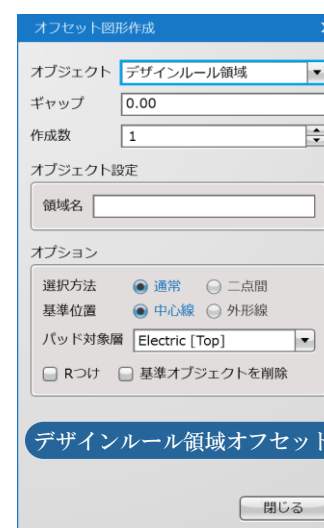 オフセット図形作成
オブジェクト デザインルール領域
ギャップ 0.00
作成数 1
オブジェクト設定
領域名
オプション
選択方法 通常 二点間
基準位置 中心線 外形線
パッド対象層 Electric [Top]
Rつけ 基準オブジェクトを削除
デザインルール領域オフセット
閉じる